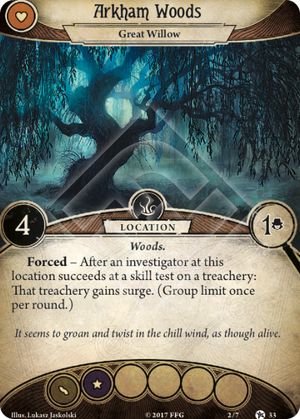 Arkham Woods
Great Willow
4
LOCATION
1
Woods.
Forced – After an investigator at this
location succeeds at a skill test on a treachery:
That treachery gains surge. (Group limit once
per round.)
It seems to groan and twist in the chill wind, as though alive.
Illus. Lukasz Jaskolski
© 2017 FFG
2/7
33